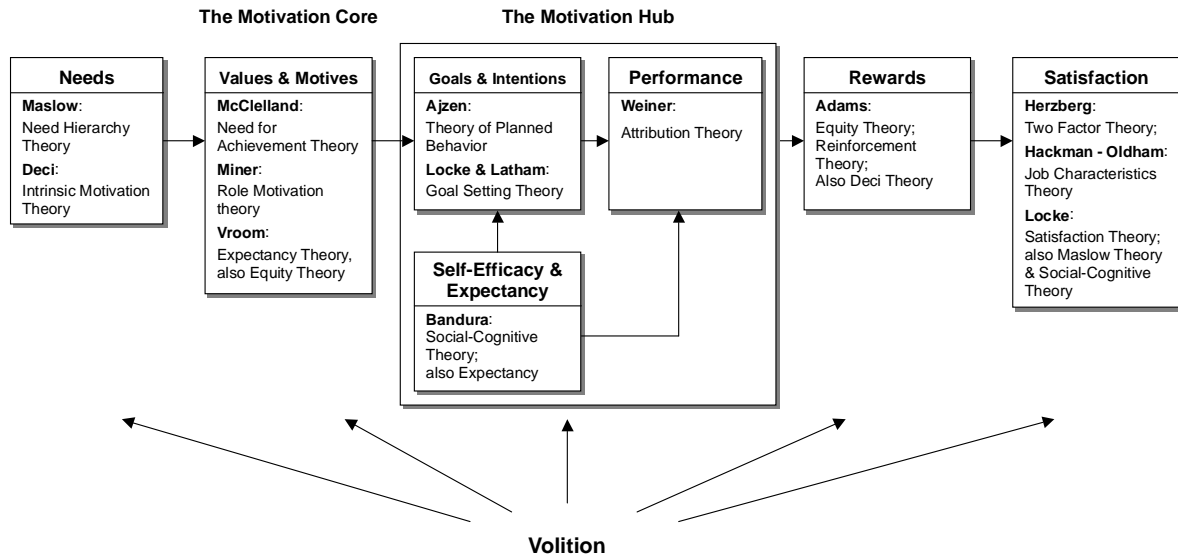 The Motivation Core
The Motivation Hub
Needs
Maslow:
Need Hierarchy
Theory
Deci:
Intrinsic Motivation
Theory
Values & Motives
McClelland:
Need for
Achievement Theory
Miner:
Role Motivation
theory
Vroom:
Expectancy Theory,
also Equity Theory
Goals & Intentions
Ajzen:
Theory of Planned
Behavior
Locke & Latham:
Goal Setting Theory
Self-Efficacy &
Expectancy
Bandura:
Social-Cognitive
Theory;
also Expectancy
Performance
Weiner:
Attribution Theory
Rewards
Adams:
Equity Theory;
Reinforcement
Theory;
Also Deci Theory
Satisfaction
Herzberg:
Two Factor Theory;
Hackman - Oldham:
Job Characteristics
Theory
Locke:
Satisfaction Theory;
also Maslow Theory
& Social-Cognitive
Theory
Volition